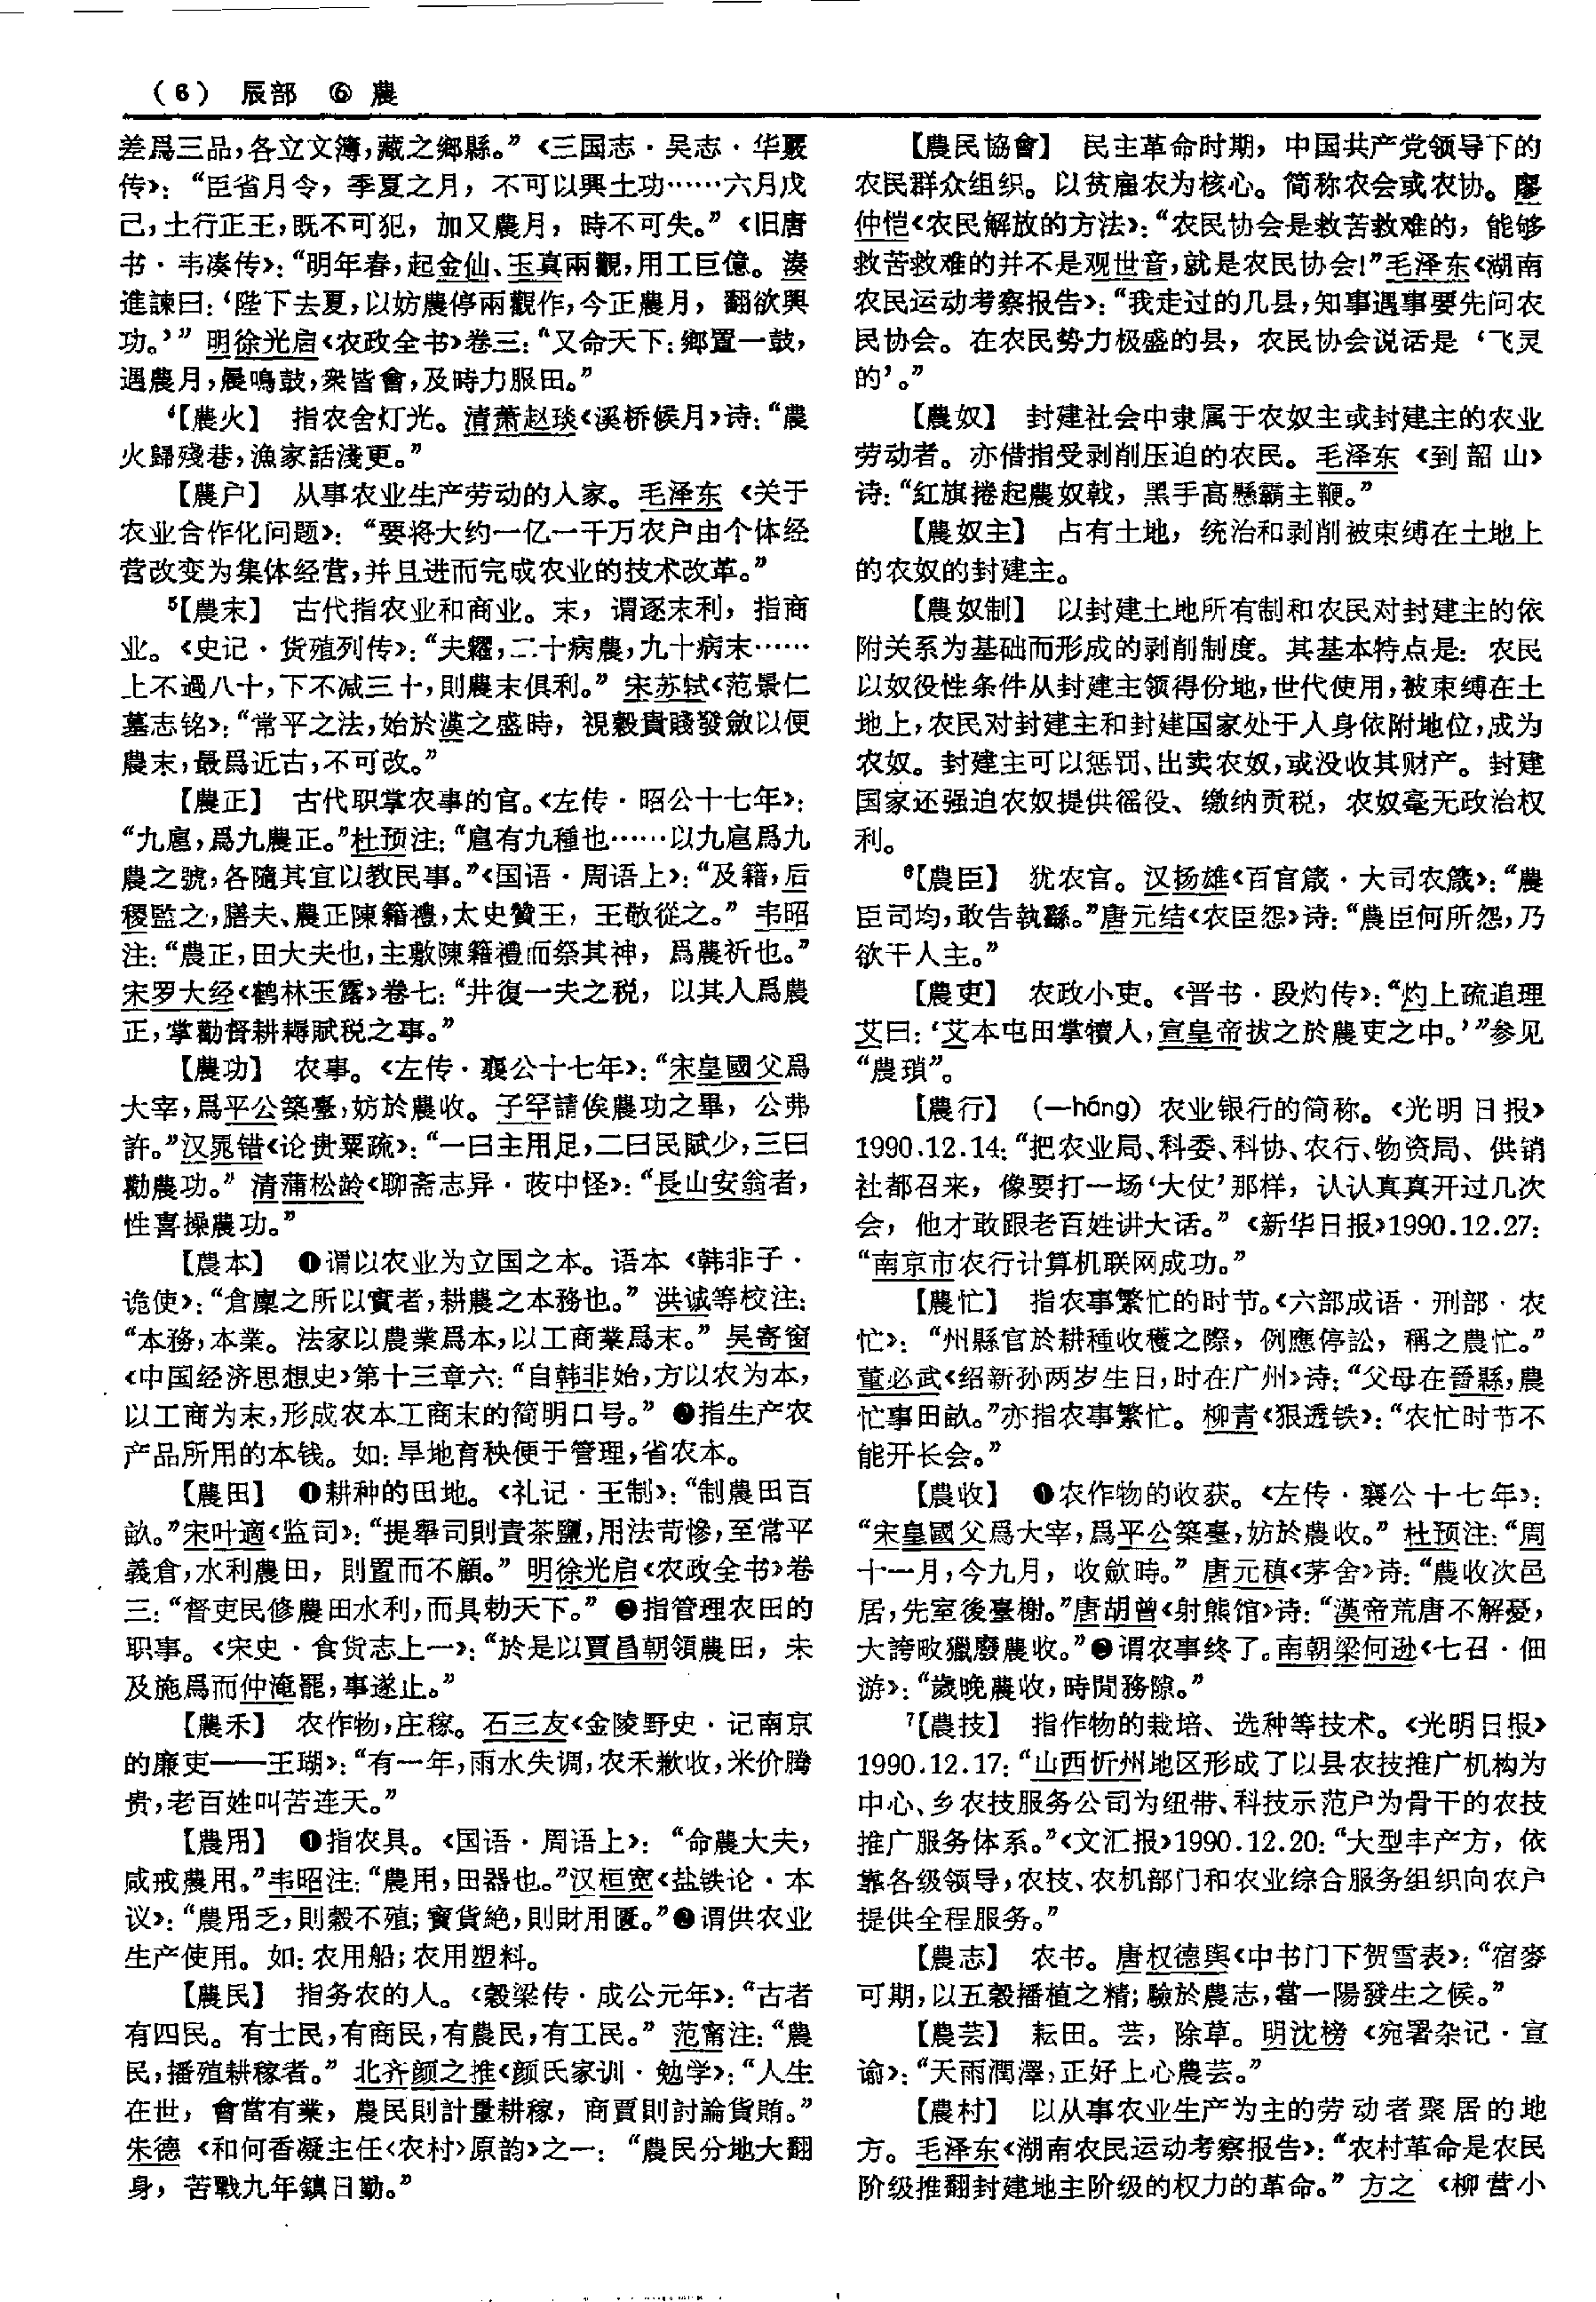 （6） 辰部 ⑥ 農
差爲三品，各立文簿，藏之鄉縣。”《三国志·吴志·华覈
传》：“臣省月令，季夏之月，不可以興土功……六月戊
己，土行正王，既不可犯，加又農月，時不可失。”《旧唐
书·韦凑传》：“明年春，起金仙、玉真兩觀，用工巨億。湊
進諫曰：‘陛下去夏，以妨農停兩觀作，今正農月，翻欲興
功。’”明徐光启《农政全书》卷三：“又命天下：鄉置一鼓，
遇農月，晨鳴鼓，衆皆會，及時力服田。”
⁴【農火】 指农舍灯光。清萧赵琰《溪桥候月》诗：“農
火歸殘巷，漁家話淺更。”
【農户】 从事农业生产劳动的人家。毛泽东《关于
农业合作化问题》：“要将大约一亿一千万农户由个体经
营改变为集体经营，并且进而完成农业的技术改革。”
⁵【農末】 古代指农业和商业。末，谓逐末利，指商
业。《史记·货殖列传》：“夫糶，二十病農，九十病末……
上不過八十，下不减三十，則農末俱利。”宋苏轼《范景仁
墓志铭》：“常平之法，始於漢之盛時，視穀貴賤發斂以便
農末，最爲近古，不可改。”
【農正】 古代职掌农事的官。《左传·昭公十七年》：
“九扈，爲九農正。”杜预注：“扈有九種也……以九扈爲九
農之號，各隨其宜以教民事。”《国语·周语上》：“及籍，后
稷監之，膳夫、農正陳籍禮，太史贊王，王敬從之。”韦昭
注：“農正，田大夫也，主敷陳籍禮而祭其神，爲農祈也。”
宋罗大经《鹤林玉露》卷七：“井復一夫之税，以其人爲農
正，掌勸督耕耨賦税之事。”
【農功】 农事。《左传·襄公十七年》：“宋皇國父爲
大宰，爲平公築臺，妨於農收。子罕請俟農功之畢，公弗
許。”汉晁错《论贵粟疏》：“一曰主用足，二曰民賦少，三曰
勸農功。”清蒲松龄《聊斋志异·荍中怪》：“長山安翁者，
性喜操農功。”
【農本】 ❶谓以农业为立国之本。语本《韩非子·
诡使》：“倉廩之所以實者，耕農之本務也。”洪诚等校注：
“本務，本業。法家以農業爲本，以工商業爲末。”吴寄窗
《中国经济思想史》第十三章六：“自韩非始，方以农为本，
以工商为末，形成农本工商末的简明口号。”❷指生产农
产品所用的本钱。如：旱地育秧便于管理，省农本。
【農田】 ❶耕种的田地。《礼记·王制》：“制農田百
畝。”宋叶適《监司》：“提舉司則責茶鹽，用法苛慘，至常平
義倉，水利農田，則置而不顧。”明徐光启《农政全书》卷
三：“督吏民修農田水利，而具勅天下。”❷指管理农田的
职事。《宋史·食货志上一》：“於是以賈昌朝領農田，未
及施爲而仲淹罷，事遂止。”
【農禾】 农作物，庄稼。石三友《金陵野史·记南京
的廉吏——王瑚》：“有一年，雨水失调，农禾歉收，米价腾
贵，老百姓叫苦连天。”
【農用】 ❶指农具。《国语·周语上》：“命農大夫，
咸戒農用。”韦昭注：“農用，田器也。”汉桓宽《盐铁论·本
议》：“農用乏，則穀不殖；寳貨絶，則財用匱。”❷谓供农业
生产使用。如：农用船；农用塑料。
【農民】 指务农的人。《穀梁传·成公元年》：“古者
有四民。有士民，有商民，有農民，有工民。”范甯注：“農
民，播殖耕稼者。”北齐颜之推《颜氏家训·勉学》：“人生
在世，會當有業，農民則計量耕稼，商賈則討論貨賄。”
朱德《和何香凝主任〈农村〉原韵》之一：“農民分地大翻
身，苦戰九年鎮日勤。”
【農民協會】 民主革命时期，中国共产党领导下的
农民群众组织。以贫雇农为核心。简称农会或农协。廖
仲恺《农民解放的方法》：“农民协会是救苦救难的，能够
救苦救难的并不是观世音，就是农民协会！”毛泽东《湖南
农民运动考察报告》：“我走过的几县，知事遇事要先问农
民协会。在农民势力极盛的县，农民协会说话是‘飞灵
的’。”
【農奴】 封建社会中隶属于农奴主或封建主的农业
劳动者。亦借指受剥削压迫的农民。毛泽东《到韶山》
诗：“紅旗捲起農奴戟，黑手高懸霸主鞭。”
【農奴主】 占有土地，统治和剥削被束缚在土地上
的农奴的封建主。
【農奴制】 以封建土地所有制和农民对封建主的依
附关系为基础而形成的剥削制度。其基本特点是：农民
以奴役性条件从封建主领得份地，世代使用，被束缚在土
地上，农民对封建主和封建国家处于人身依附地位，成为
农奴。封建主可以惩罚、出卖农奴，或没收其财产。封建
国家还强迫农奴提供徭役、缴纳贡税，农奴毫无政治权
利。
⁶【農臣】 犹农官。汉扬雄《百官箴·大司农箴》：“農
臣司均，敢告執繇。”唐元结《农臣怨》诗：“農臣何所怨，乃
欲干人主。”
【農吏】 农政小吏。《晋书·段灼传》：“灼上疏追理
艾曰：‘艾本屯田掌犢人，宣皇帝拔之於農吏之中。’”参见
“農瑣”。
【農行】 （—háng）农业银行的简称。《光明日报》
1990.12.14：“把农业局、科委、科协、农行、物资局、供销
社都召来，像要打一场‘大仗’那样，认认真真开过几次
会，他才敢跟老百姓讲大话。”《新华日报》1990.12.27：
“南京市农行计算机联网成功。”
【農忙】 指农事繁忙的时节。《六部成语·刑部·农
忙》：“州縣官於耕種收穫之際，例應停訟，稱之農忙。”
董必武《绍新孙两岁生日，时在广州》诗：“父母在晉縣，農
忙事田畝。”亦指农事繁忙。柳青《狠透铁》：“农忙时节不
能开长会。”
【農收】 ❶农作物的收获。《左传·襄公十七年》：
“宋皇國父爲大宰，爲平公築臺，妨於農收。”杜预注：“周
十一月，今九月，收斂時。”唐元稹《茅舍》诗：“農收次邑
居，先室後臺榭。”唐胡曾《射熊馆》诗：“漢帝荒唐不解憂，
大誇畋獵廢農收。”❷谓农事终了。南朝梁何逊《七召·佃
游》：“歲晚農收，時閒務隙。”
⁷【農技】 指作物的栽培、选种等技术。《光明日报》
1990.12.17：“山西忻州地区形成了以县农技推广机构为
中心、乡农技服务公司为纽带、科技示范户为骨干的农技
推广服务体系。”《文汇报》1990.12.20：“大型丰产方，依
靠各级领导，农技、农机部门和农业综合服务组织向农户
提供全程服务。”
【農志】 农书。唐权德舆《中书门下贺雪表》：“宿麥
可期，以五穀播植之精；驗於農志，當一陽發生之候。”
【農芸】 耘田。芸，除草。明沈榜《宛署杂记·宣
谕》：“天雨潤澤，正好上心農芸。”
【農村】 以从事农业生产为主的劳动者聚居的地
方。毛泽东《湖南农民运动考察报告》：“农村革命是农民
阶级推翻封建地主阶级的权力的革命。”方之《柳营小